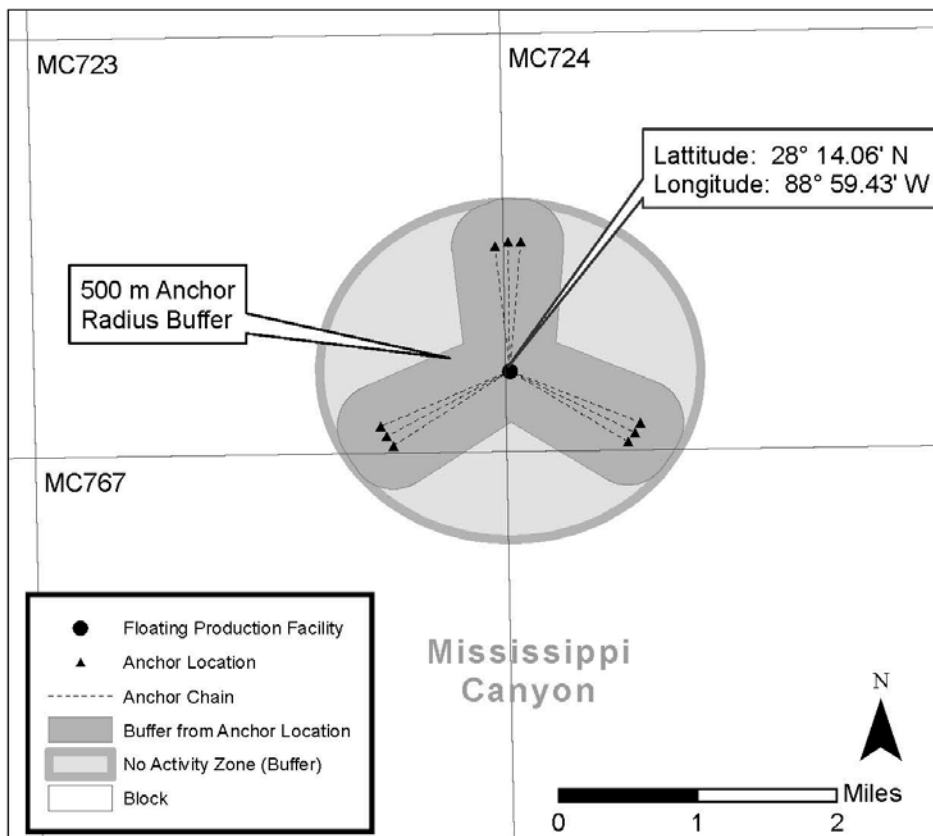 MC723
MC724
Lattitude: 28° 14.06' N
Longitude: 88° 59.43' W
500 m Anchor
Radius Buffer
MC767
Mississippi
Canyon
Floating Production Facility
Anchor Location
Anchor Chain
Buffer from Anchor Location
No Activity Zone (Buffer)
Block
N
Miles
0 1 2